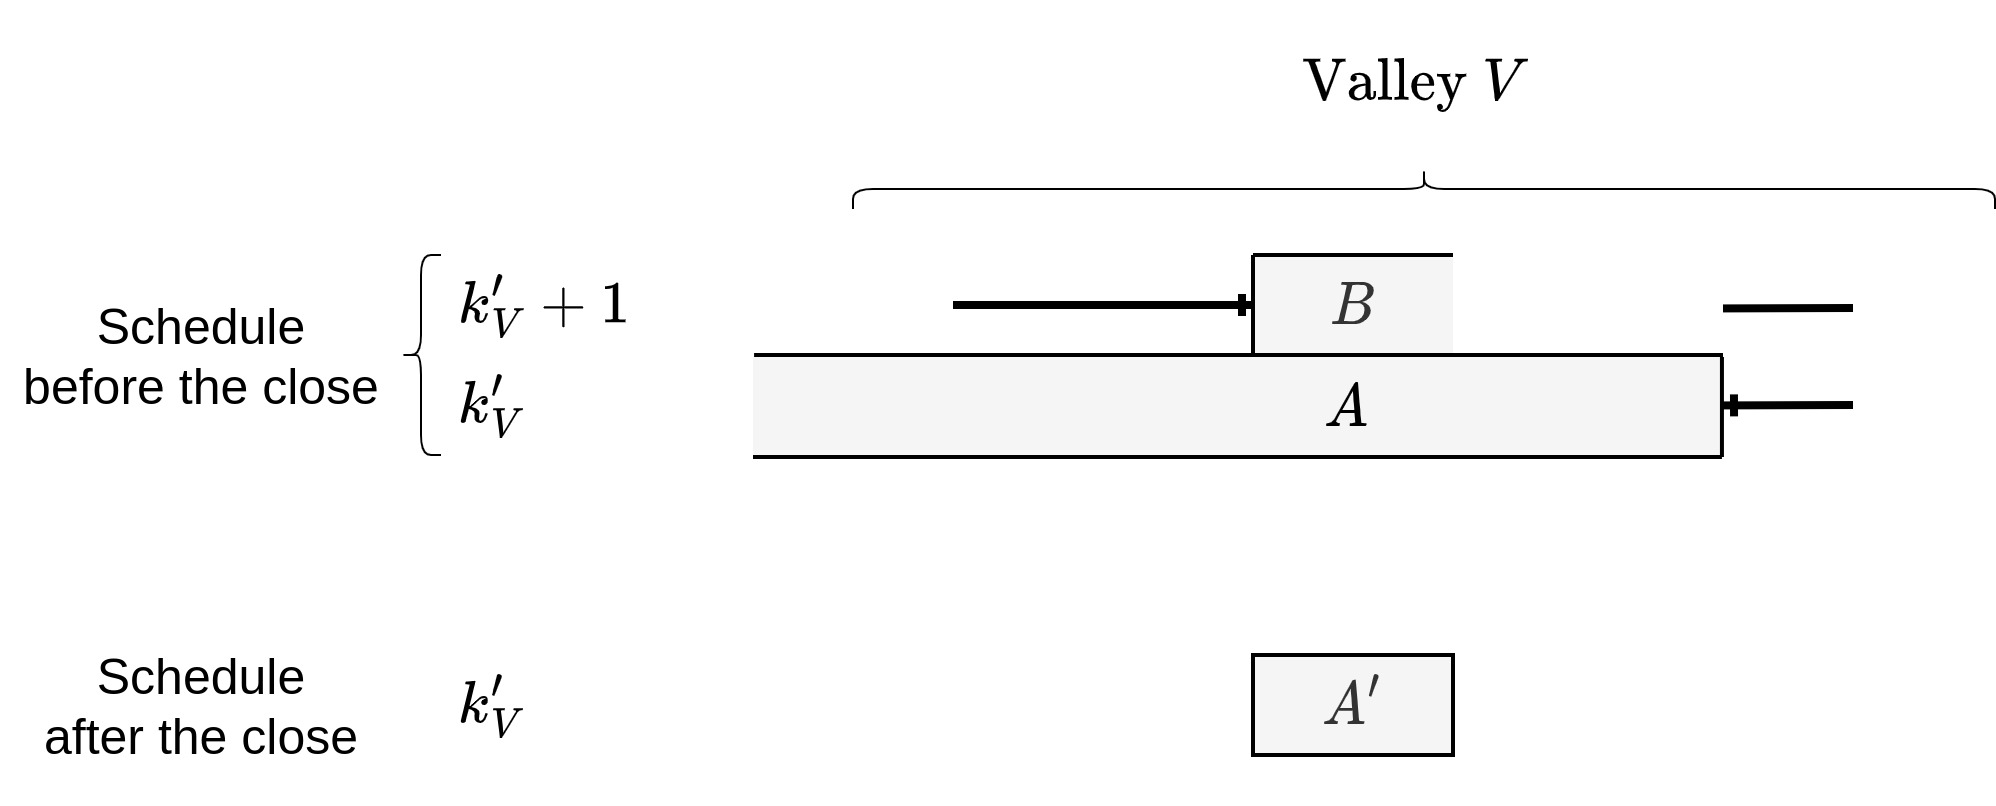 Valley V
Schedule
before the close
k′_V + 1
B
k′_V
A
Schedule
after the close
k′_V
A′